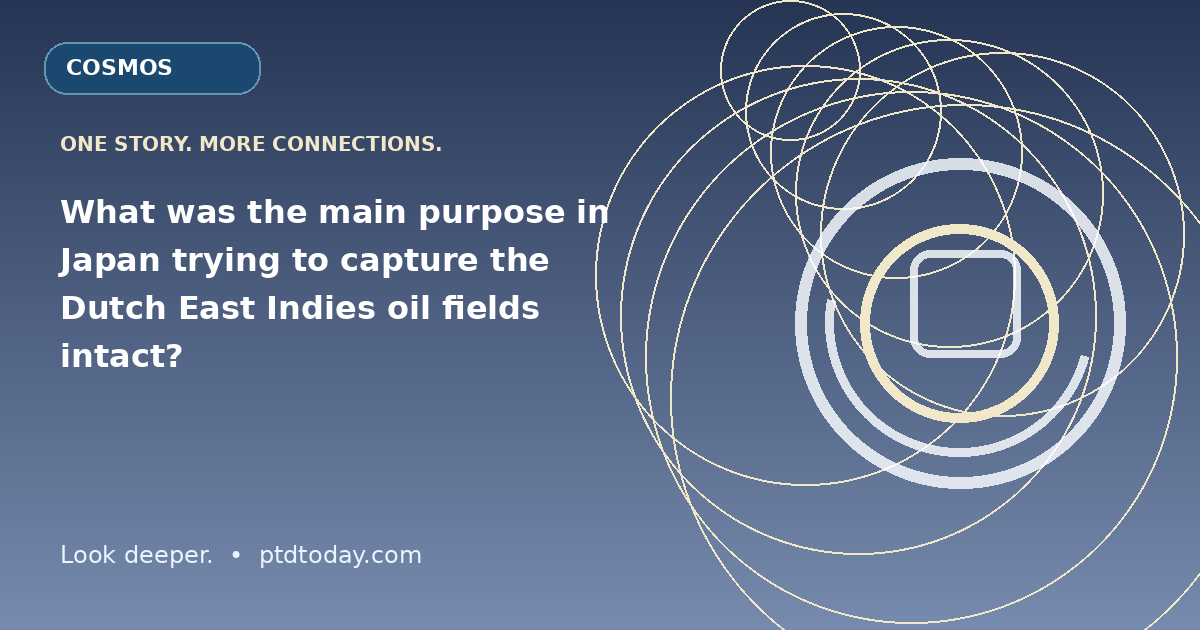 COSMOS
ONE STORY. MORE CONNECTIONS.
What was the main purpose in
Japan trying to capture the
Dutch East Indies oil fields
intact?
Look deeper. • ptdtoday.com